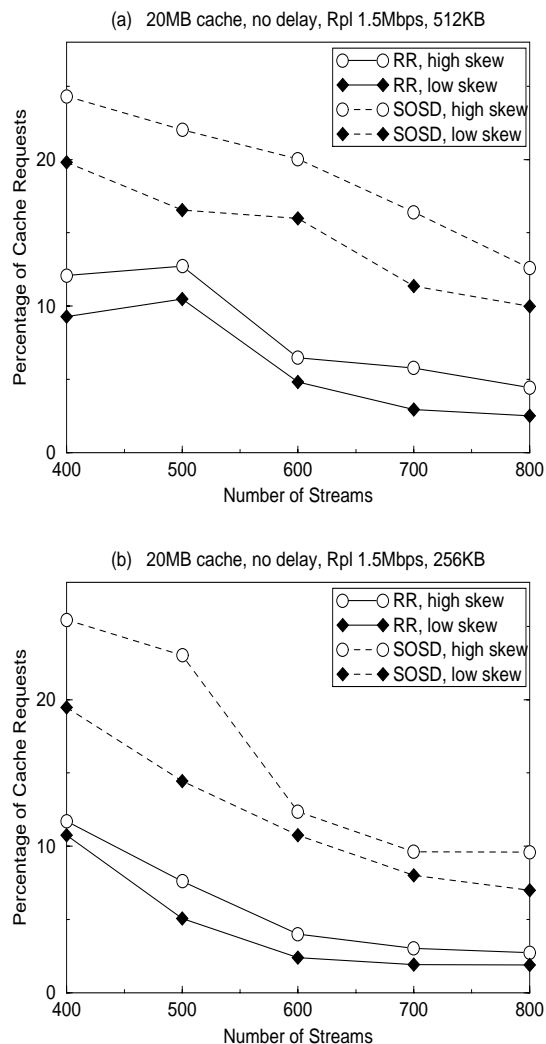 (a) 20MB cache, no delay, Rpl 1.5Mbps, 512KB
RR, high skew
RR, low skew
SOSD, high skew
SOSD, low skew
Percentage of Cache Requests
20
10
0
400 500 600 700 800
Number of Streams
(b) 20MB cache, no delay, Rpl 1.5Mbps, 256KB
RR, high skew
RR, low skew
SOSD, high skew
SOSD, low skew
Percentage of Cache Requests
20
10
0
400 500 600 700 800
Number of Streams